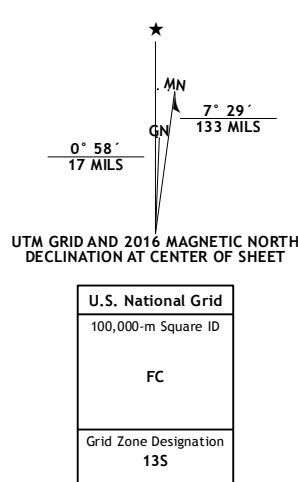 ★
MN
7° 29´
133 MILS
GN
0° 58´
17 MILS
UTM GRID AND 2016 MAGNETIC NORTH
DECLINATION AT CENTER OF SHEET
U.S. National Grid
100,000-m Square ID
FC
Grid Zone Designation
13S